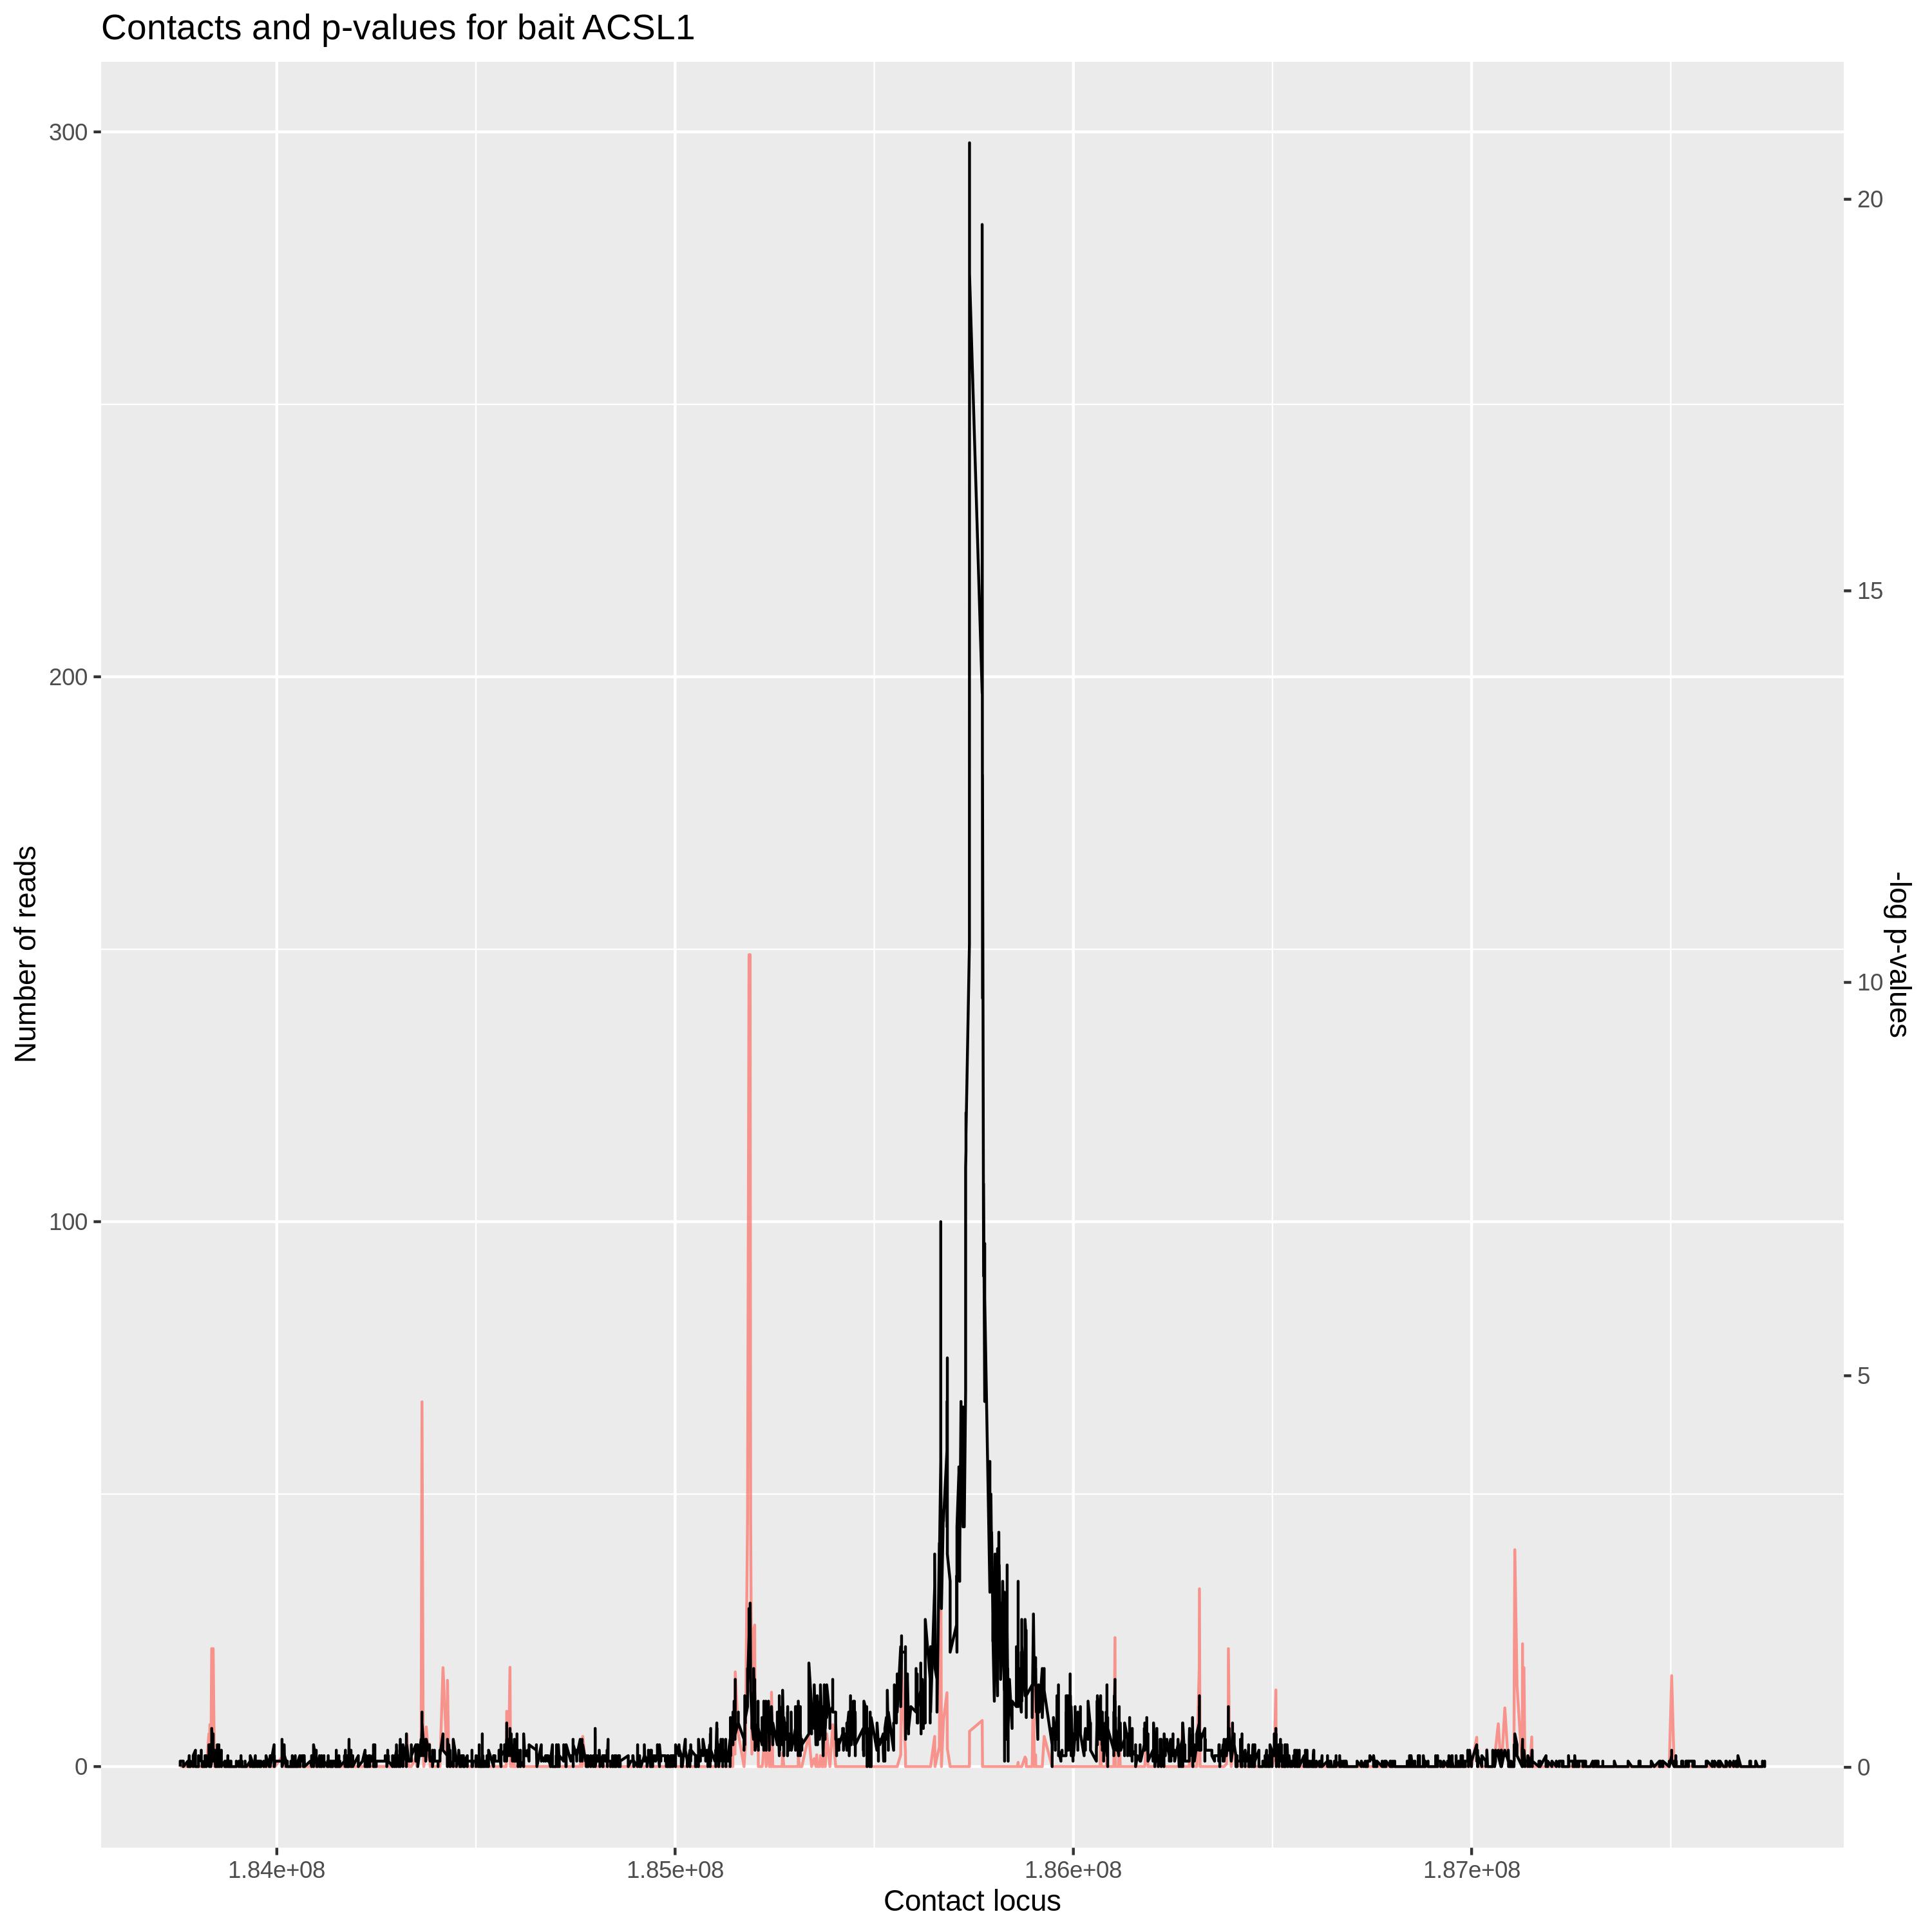 Contacts and p-values for bait ACSL1
300
200
100
0
20
15
10
5
0
Number of reads
-log p-values
1.84e+08
1.85e+08
1.86e+08
1.87e+08
Contact locus